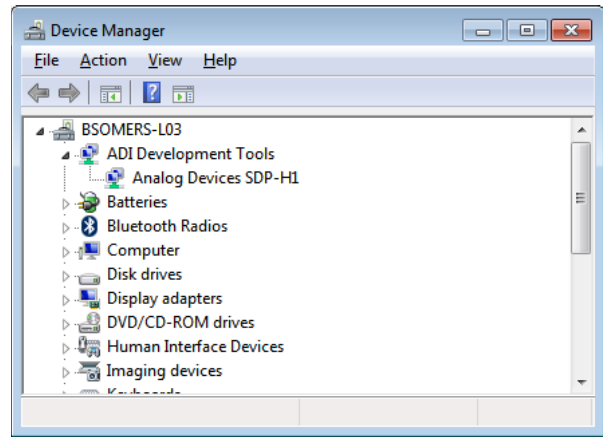 Device Manager
File Action View Help
BSOMERS-L03
ADI Development Tools
Analog Devices SDP-H1
Batteries
Bluetooth Radios
Computer
Disk drives
Display adapters
DVD/CD-ROM drives
Human Interface Devices
Imaging devices
Keyboards